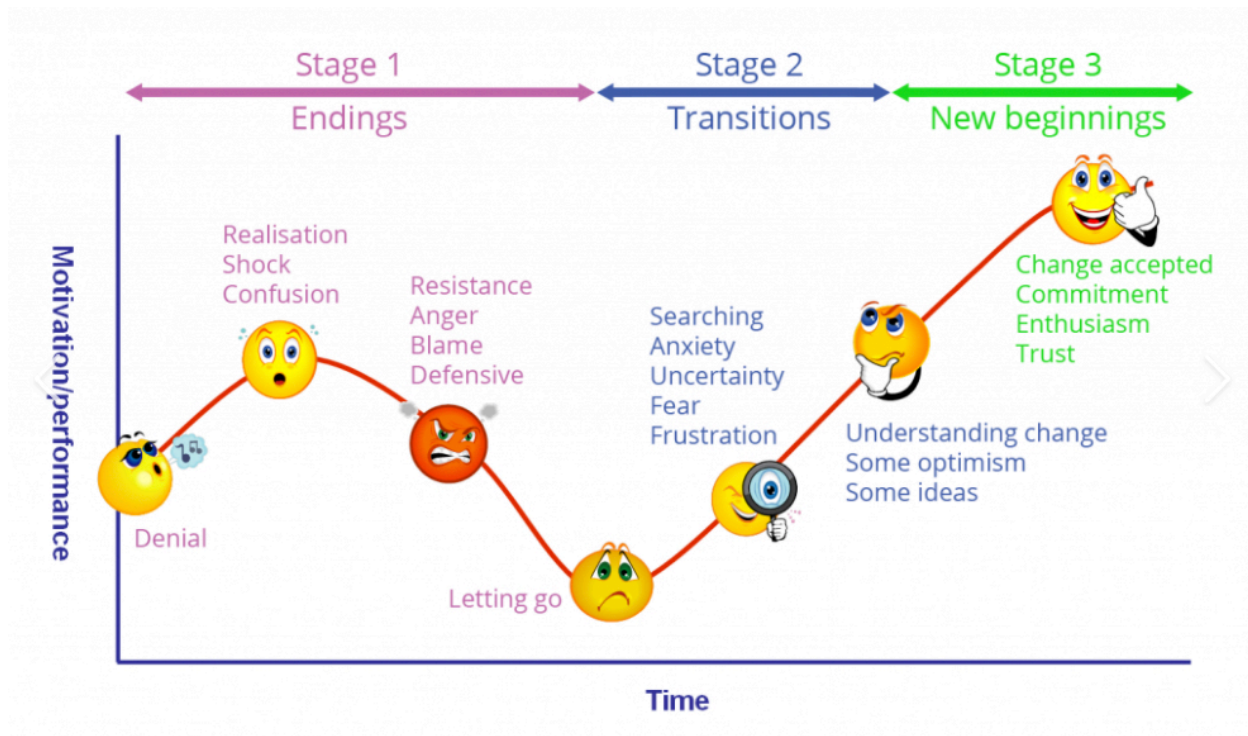 Stage 1
Stage 2
Stage 3
Endings
Transitions
New beginnings
Motivation/performance
Realisation
Shock
Confusion
Resistance
Anger
Blame
Defensive
Denial
Letting go
Searching
Anxiety
Uncertainty
Fear
Frustration
Understanding change
Some optimism
Some ideas
Change accepted
Commitment
Enthusiasm
Trust
Time